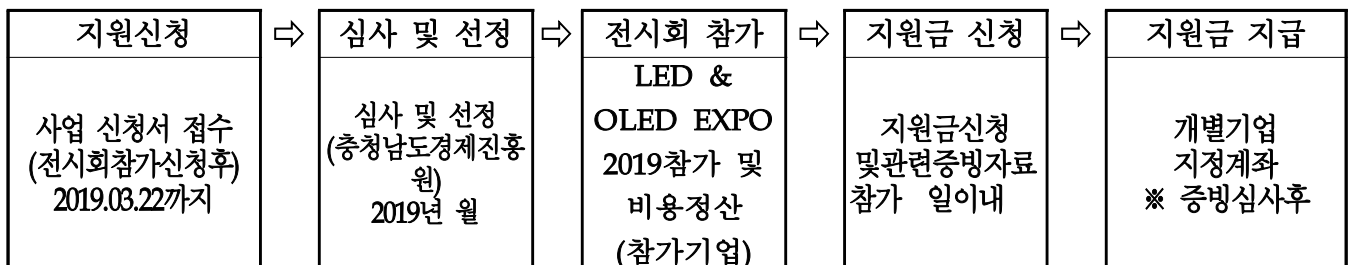 지원신청 ⇨ 심사 및 선정 ⇨ 전시회 참가 ⇨ 지원금 신청 ⇨ 지원금 지급
사업 신청서 접수
(전시회참가신청후)
2019.03.22까지
심사 및 선정
(충청남도경제진흥
원)
2019년 월
LED &
OLED EXPO
2019참가 및
비용정산
(참가기업)
지원금신청
및관련증빙자료
참가 일이내
개별기업
지정계좌
※ 증빙심사후